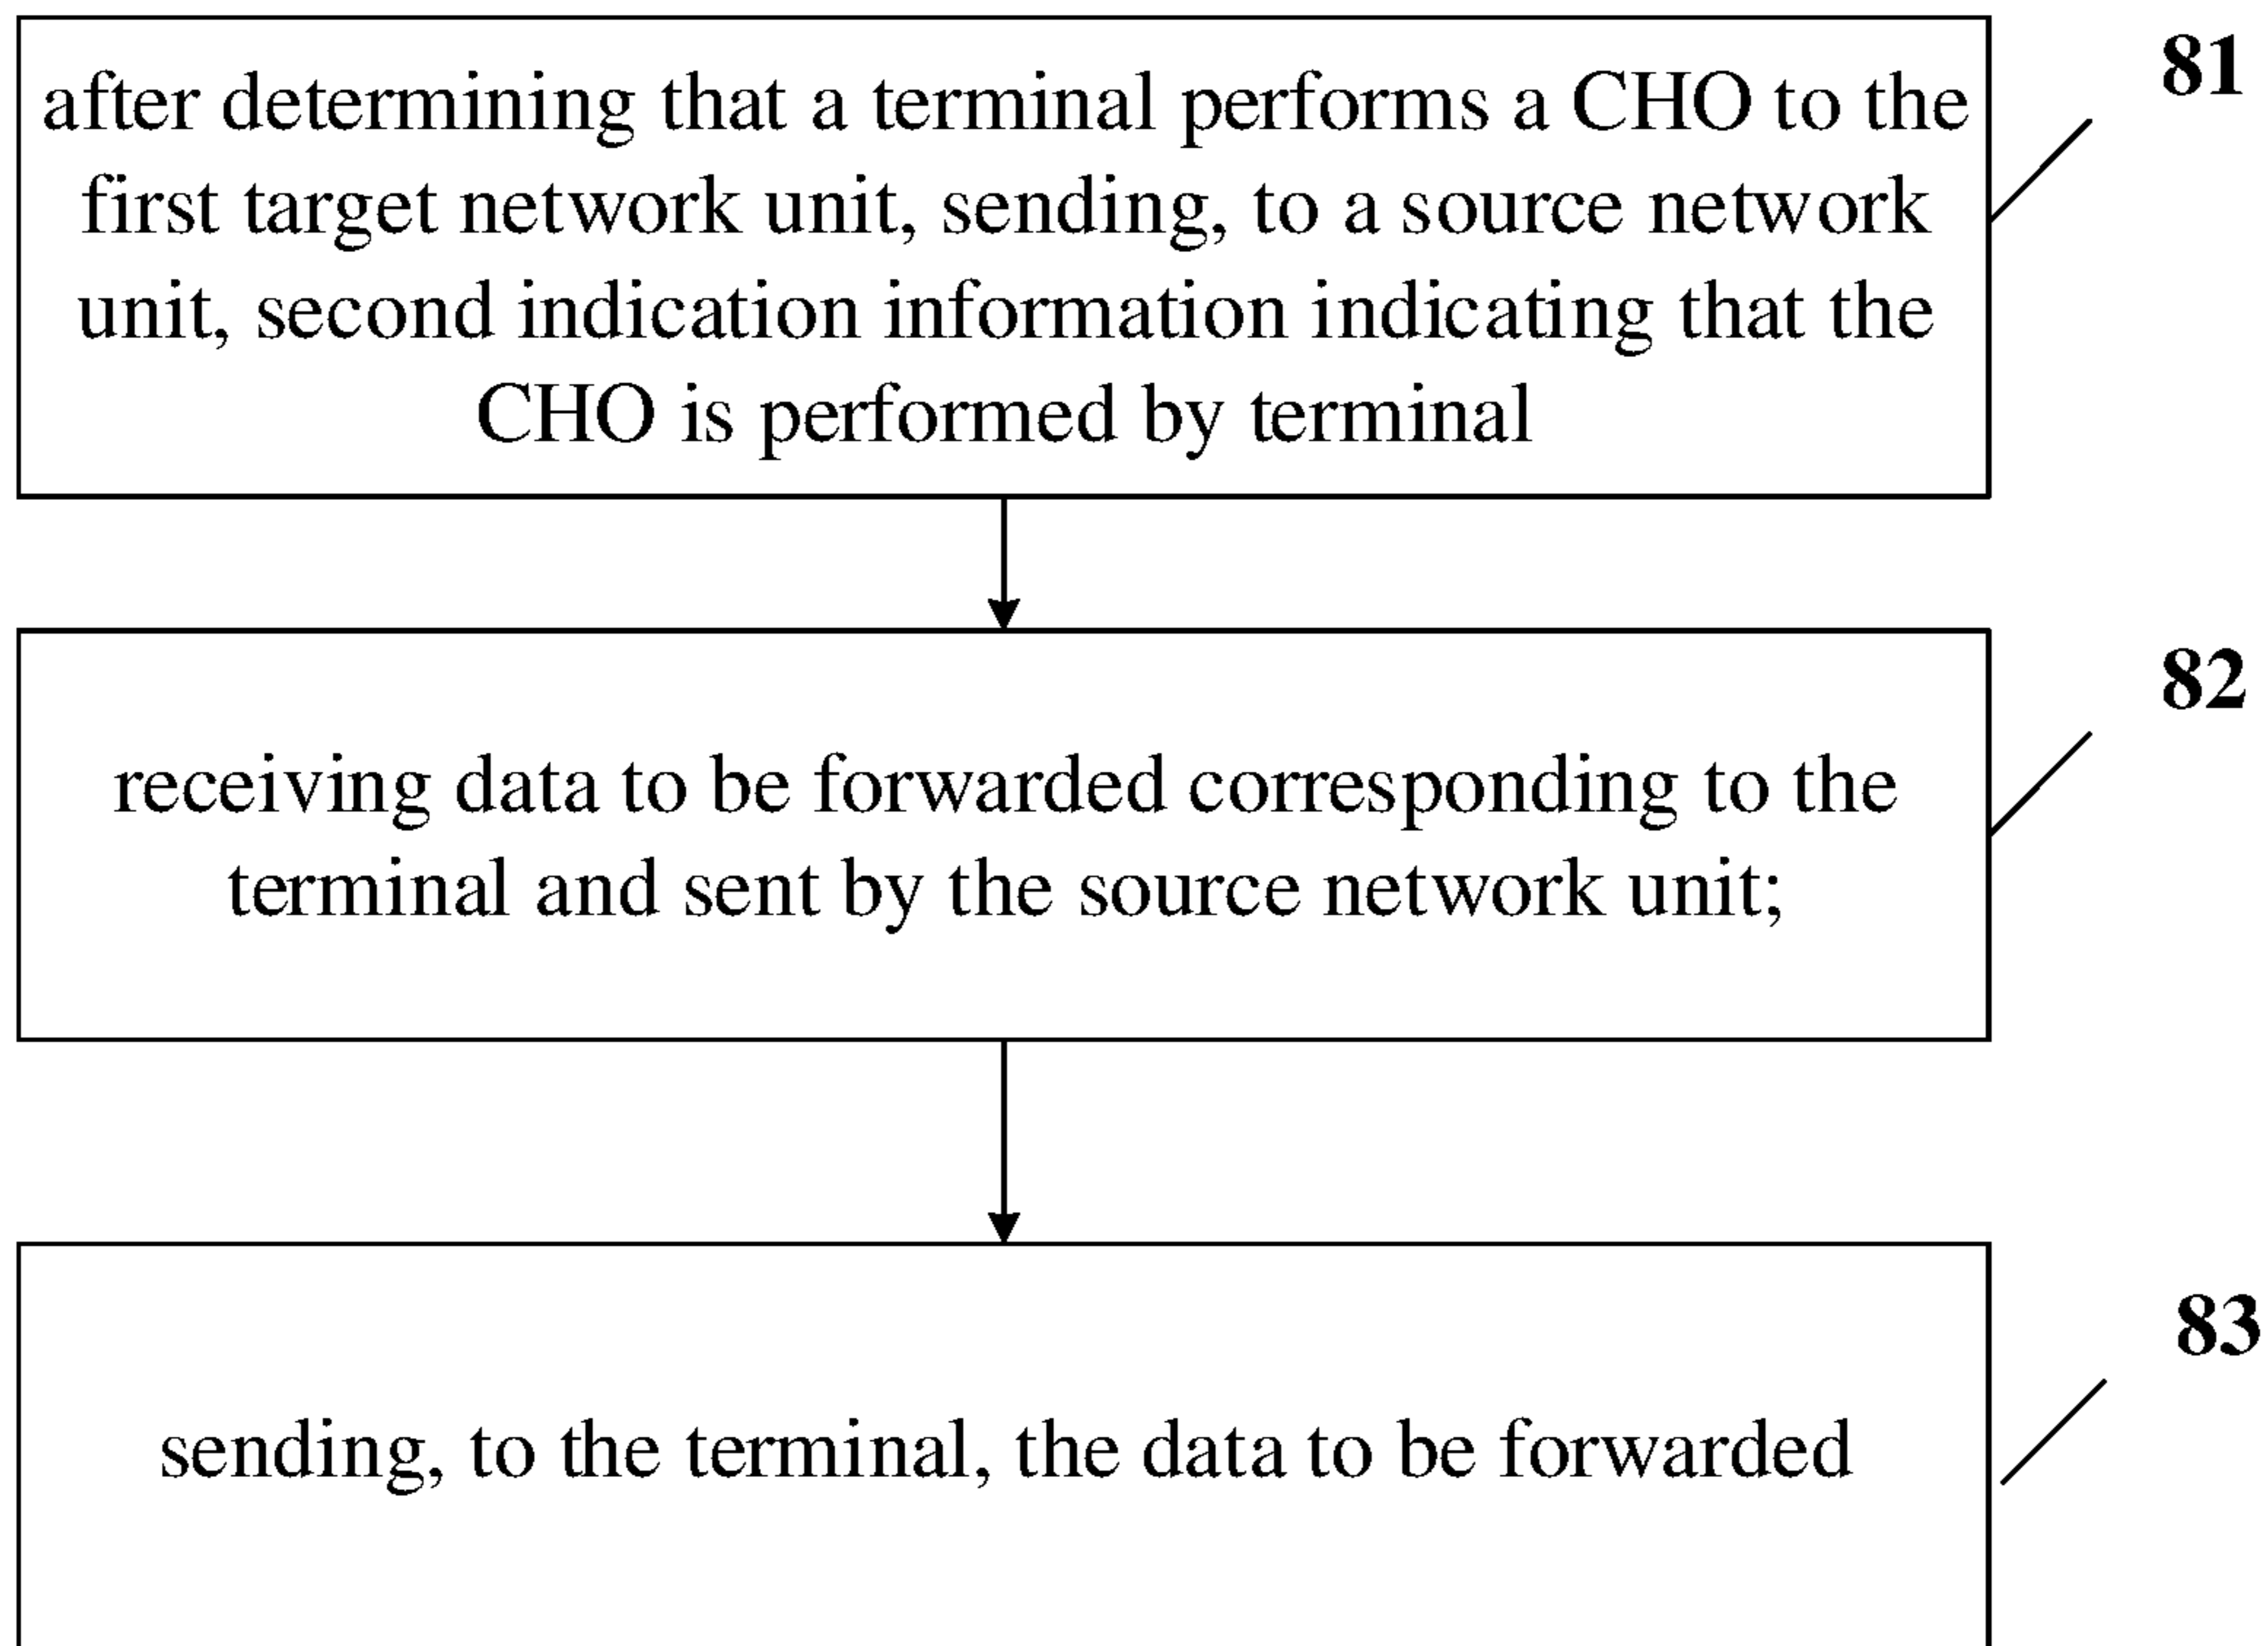 after determining that a terminal performs a CHO to the
first target network unit, sending, to a source network
unit, second indication information indicating that the
CHO is performed by terminal
81
receiving data to be forwarded corresponding to the
terminal and sent by the source network unit;
82
sending, to the terminal, the data to be forwarded
83